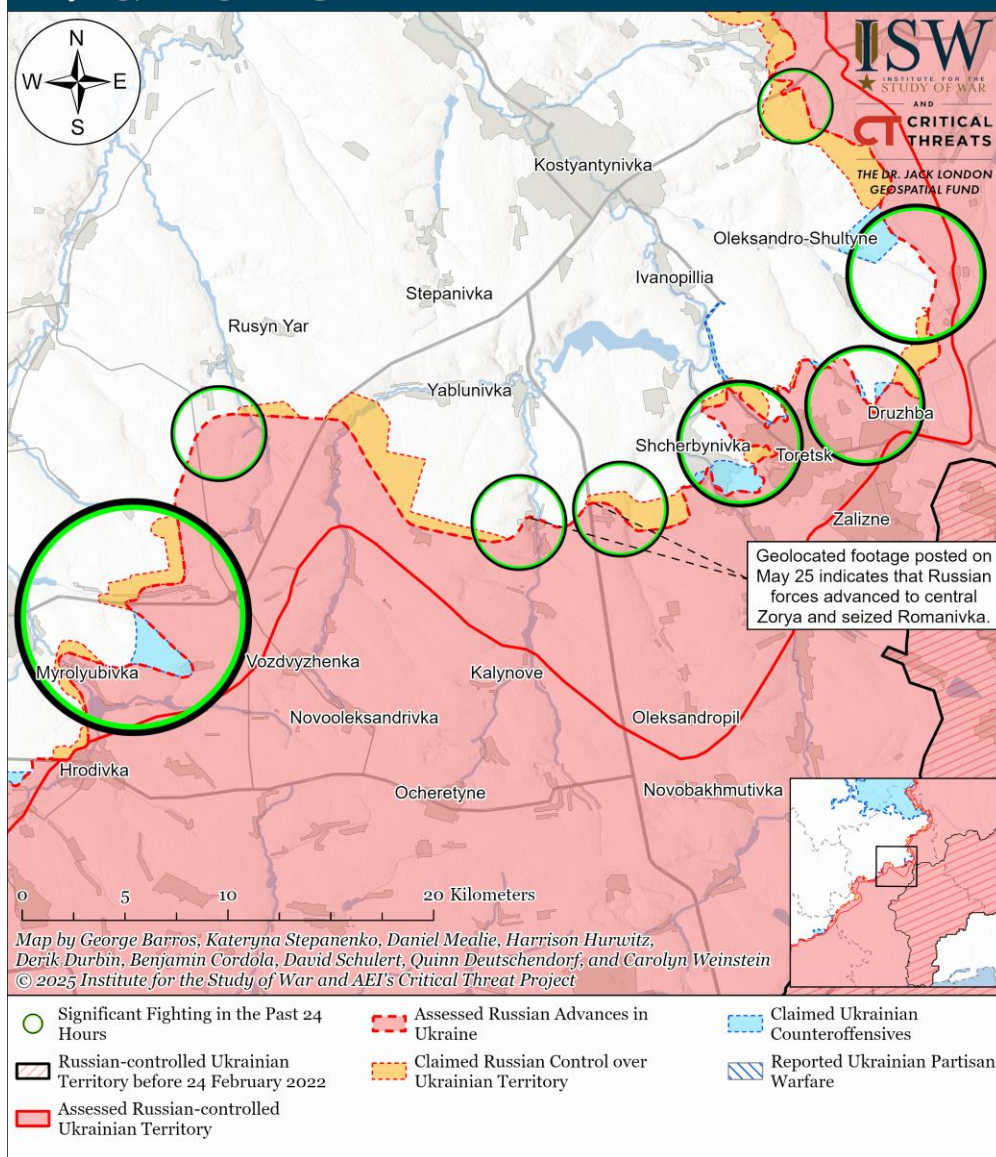 N
W E
S
ISW
INSTITUTE FOR THE
STUDY OF WAR
AND
CT CRITICAL
THREATS
THE DR. JACK LONDON
GEOSPATIAL FUND
Kostyantynivka
Oleksandro-Shultyne
Ivanopillia
Stepanivka
Rusyn Yar
Yablunivka
Druzhba
Shcherbynivka
Toretsk
Zalizne
Geolocated footage posted on
May 25 indicates that Russian
forces advanced to central
Zorya and seized Romanivka.
Myrolyubivka
Vozdvyzhenka
Kalynove
Novooleksandrivka
Oleksandropil
Hrodivka
Ocheretyne
Novobakhmutivka
0 5 10 20 Kilometers
Map by George Barros, Kateryna Stepanenko, Daniel Mealie, Harrison Hurwitz,
Derik Durbin, Benjamin Cordola, David Schulert, Quinn Deutschendorf, and Carolyn Weinstein
© 2025 Institute for the Study of War and AEI's Critical Threat Project
Significant Fighting in the Past 24
Hours
Russian-controlled Ukrainian
Territory before 24 February 2022
Assessed Russian-controlled
Ukrainian Territory
Assessed Russian Advances in
Ukraine
Claimed Russian Control over
Ukrainian Territory
Claimed Ukrainian
Counteroffensives
Reported Ukrainian Partisan
Warfare